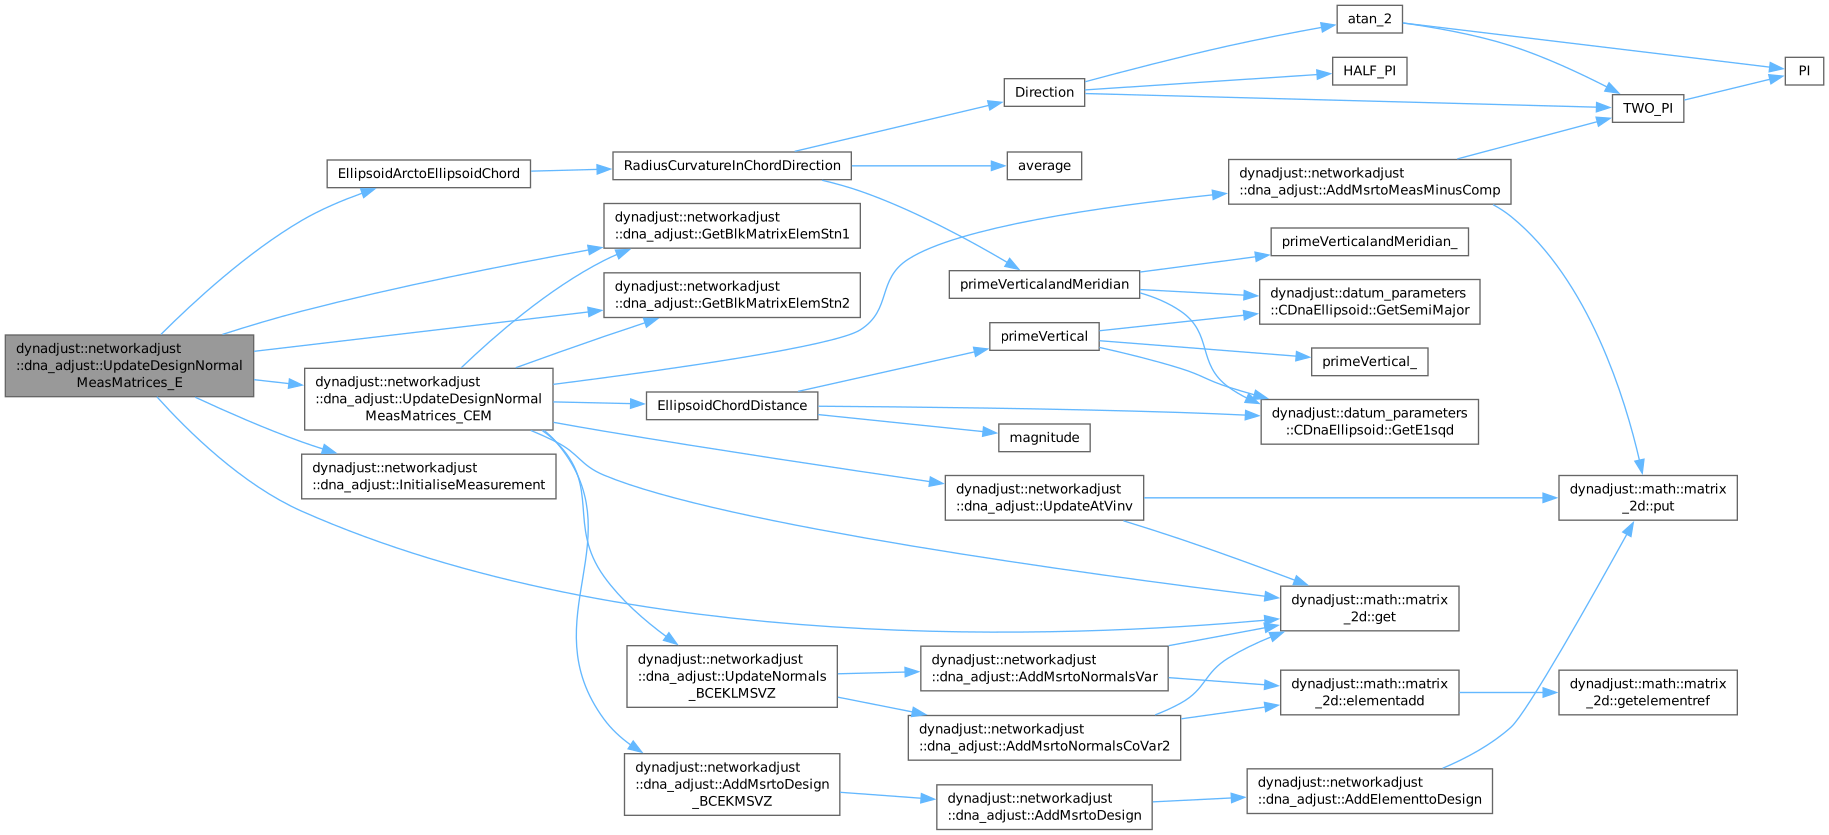 dynadjust::networkadjust
::dna_adjust::UpdateDesignNormal
MeasMatrices_E
EllipsoidArctoEllipsoidChord
RadiusCurvatureInChordDirection
Direction
atan_2
HALF_PI
TWO_PI
PI
average
primeVerticalandMeridian
primeVerticalandMeridian_
dynadjust::datum_parameters
::CDnaEllipsoid::GetSemiMajor
dynadjust::datum_parameters
::CDnaEllipsoid::GetE1sqd
dynadjust::networkadjust
::dna_adjust::GetBlkMatrixElemStn1
dynadjust::networkadjust
::dna_adjust::GetBlkMatrixElemStn2
dynadjust::networkadjust
::dna_adjust::UpdateDesignNormal
MeasMatrices_CEM
dynadjust::networkadjust
::dna_adjust::InitialiseMeasurement
dynadjust::networkadjust
::dna_adjust::AddMsrtoMeasMinusComp
EllipsoidChordDistance
primeVertical
primeVertical_
magnitude
dynadjust::networkadjust
::dna_adjust::UpdateAtVinv
dynadjust::math::matrix
_2d::put
dynadjust::math::matrix
_2d::get
dynadjust::networkadjust
::dna_adjust::UpdateNormals
_BCEKLMSVZ
dynadjust::networkadjust
::dna_adjust::AddMsrtoNormalsVar
dynadjust::networkadjust
::dna_adjust::AddMsrtoNormalsCoVar2
dynadjust::math::matrix
_2d::elementadd
dynadjust::math::matrix
_2d::getelementref
dynadjust::networkadjust
::dna_adjust::AddMsrtoDesign
_BCEKMSVZ
dynadjust::networkadjust
::dna_adjust::AddMsrtoDesign
dynadjust::networkadjust
::dna_adjust::AddElementtoDesign